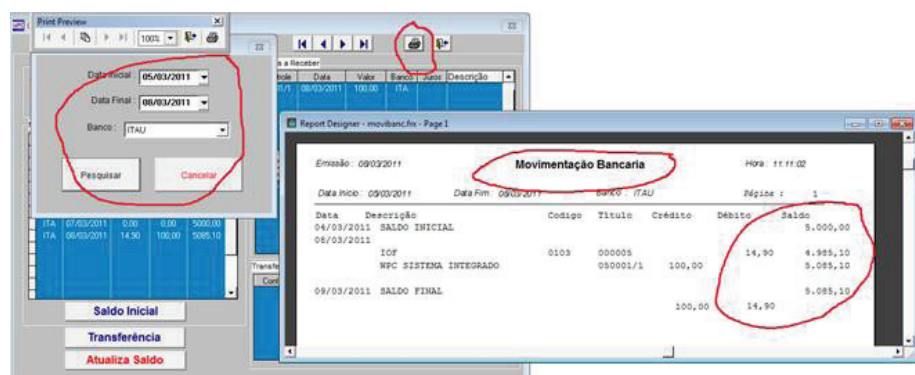 Print Preview
100%
Data Inicial : 05/03/2011
Data Final : 08/03/2011
Banco : ITAU
Pesquisar Cancelar
s a Receber
Data Valor Banco Juros Descrição
08/03/2011 100,00 ITA
ITA 07/03/2011 0,00 0,00 5000,00
ITA 08/03/2011 14,90 100,00 5085,10
Saldo Inicial
Transferência
Atualiza Saldo
Report Designer - movibanc.frx - Page 1
Emissão : 08/03/2011 Movimentação Bancaria Hora : 11:11:02
Data Inicio : 05/03/2011 Data Fim : 08/03/2011 Banco : ITAU Página : 1
Data Descrição Codigo Titulo Crédito Débito Saldo
04/03/2011 SALDO INICIAL 5.000,00
08/03/2011
IOF 0103 000005 14,90 4.985,10
WPC SISTEMA INTEGRADO 050001/1 100,00 5.085,10
09/03/2011 SALDO FINAL 5.085,10
100,00 14,90